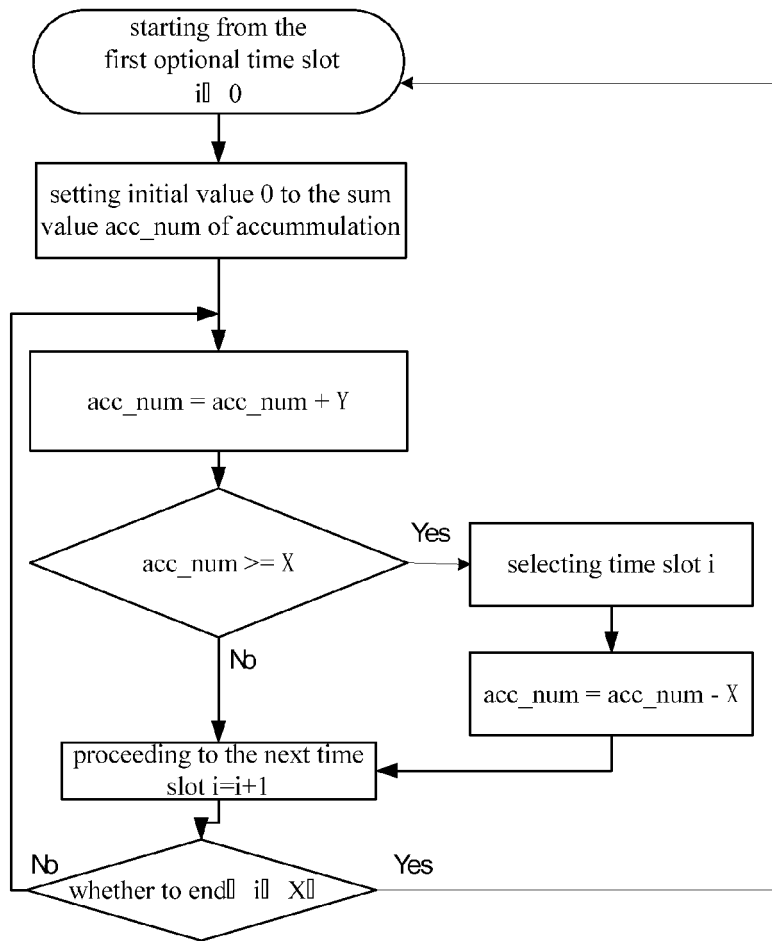 starting from the
first optional time slot
i▯ 0
setting initial value 0 to the sum
value acc_num of accummulation
acc_num = acc_num + Y
acc_num >= X
Yes
selecting time slot i
No
acc_num = acc_num - X
proceeding to the next time
slot i=i+1
No
whether to end▯ i▯ X▯
Yes